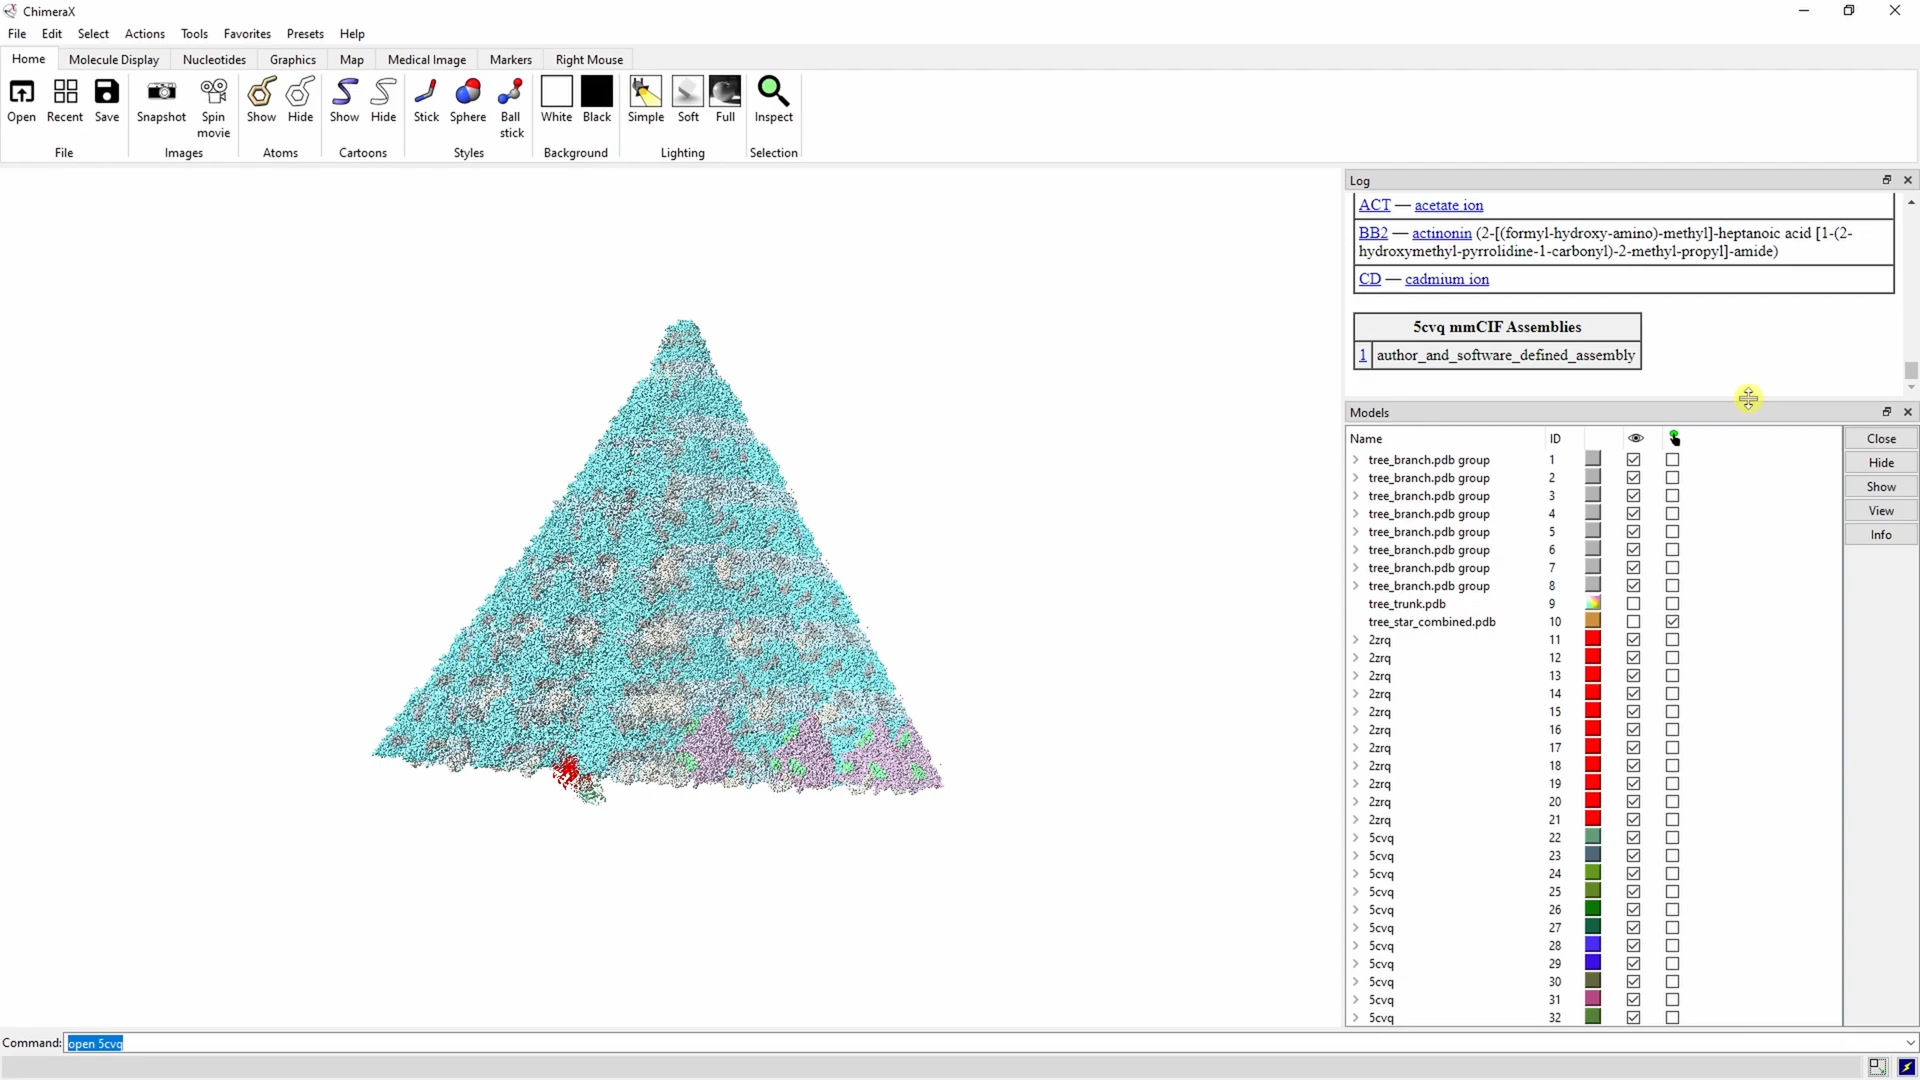 ChimeraX
File Edit Select Actions Tools Favorites Presets Help
Home Molecule Display Nucleotides Graphics Map Medical Image Markers Right Mouse
Open Recent Save Snapshot Spin movie Show Hide Show Hide Stick Sphere Ball stick White Black Simple Soft Full Inspect
File Images Atoms Cartoons Styles Background Lighting Selection
Log
ACT — acetate ion
BB2 — actinonin (2-[(formyl-hydroxy-amino)-methyl]-heptanoic acid [1-(2-
hydroxymethyl-pyrrolidine-1-carbonyl)-2-methyl-propyl]-amide)
CD — cadmium ion
5cvq mmCIF Assemblies
1 author_and_software_defined_assembly
Models
Name ID
tree_branch.pdb group 1
tree_branch.pdb group 2
tree_branch.pdb group 3
tree_branch.pdb group 4
tree_branch.pdb group 5
tree_branch.pdb group 6
tree_branch.pdb group 7
tree_branch.pdb group 8
tree_trunk.pdb 9
tree_star_combined.pdb 10
2zrq 11
2zrq 12
2zrq 13
2zrq 14
2zrq 15
2zrq 16
2zrq 17
2zrq 18
2zrq 19
2zrq 20
2zrq 21
5cvq 22
5cvq 23
5cvq 24
5cvq 25
5cvq 26
5cvq 27
5cvq 28
5cvq 29
5cvq 30
5cvq 31
5cvq 32
Close
Hide
Show
View
Info
Command: open 5cvq